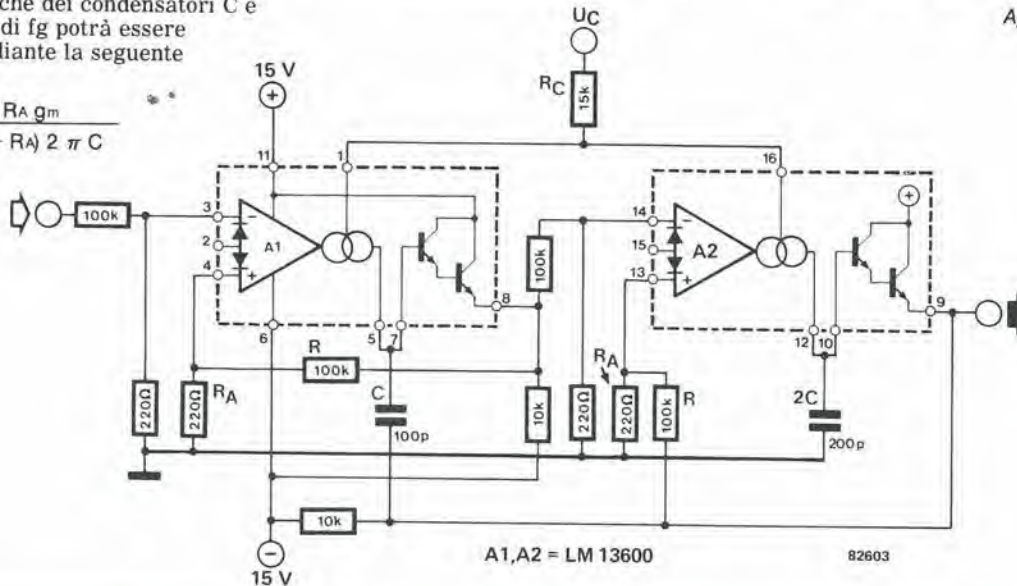 che dei condensatori C e
di fg potrà essere
diante la seguente
RA gm
RA) 2 π C
A
UC
RC
15k
15 V
+
11
1
16
100k
3
2
4
A1
−
+
8
6
5
7
100k
14
15
13
A2
−
+
+
9
12
10
R
100k
RA
220Ω
220Ω
C
100p
10k
RA
220Ω
220Ω
R
100k
2C
200p
10k
−
15 V
A1,A2 = LM 13600
82603